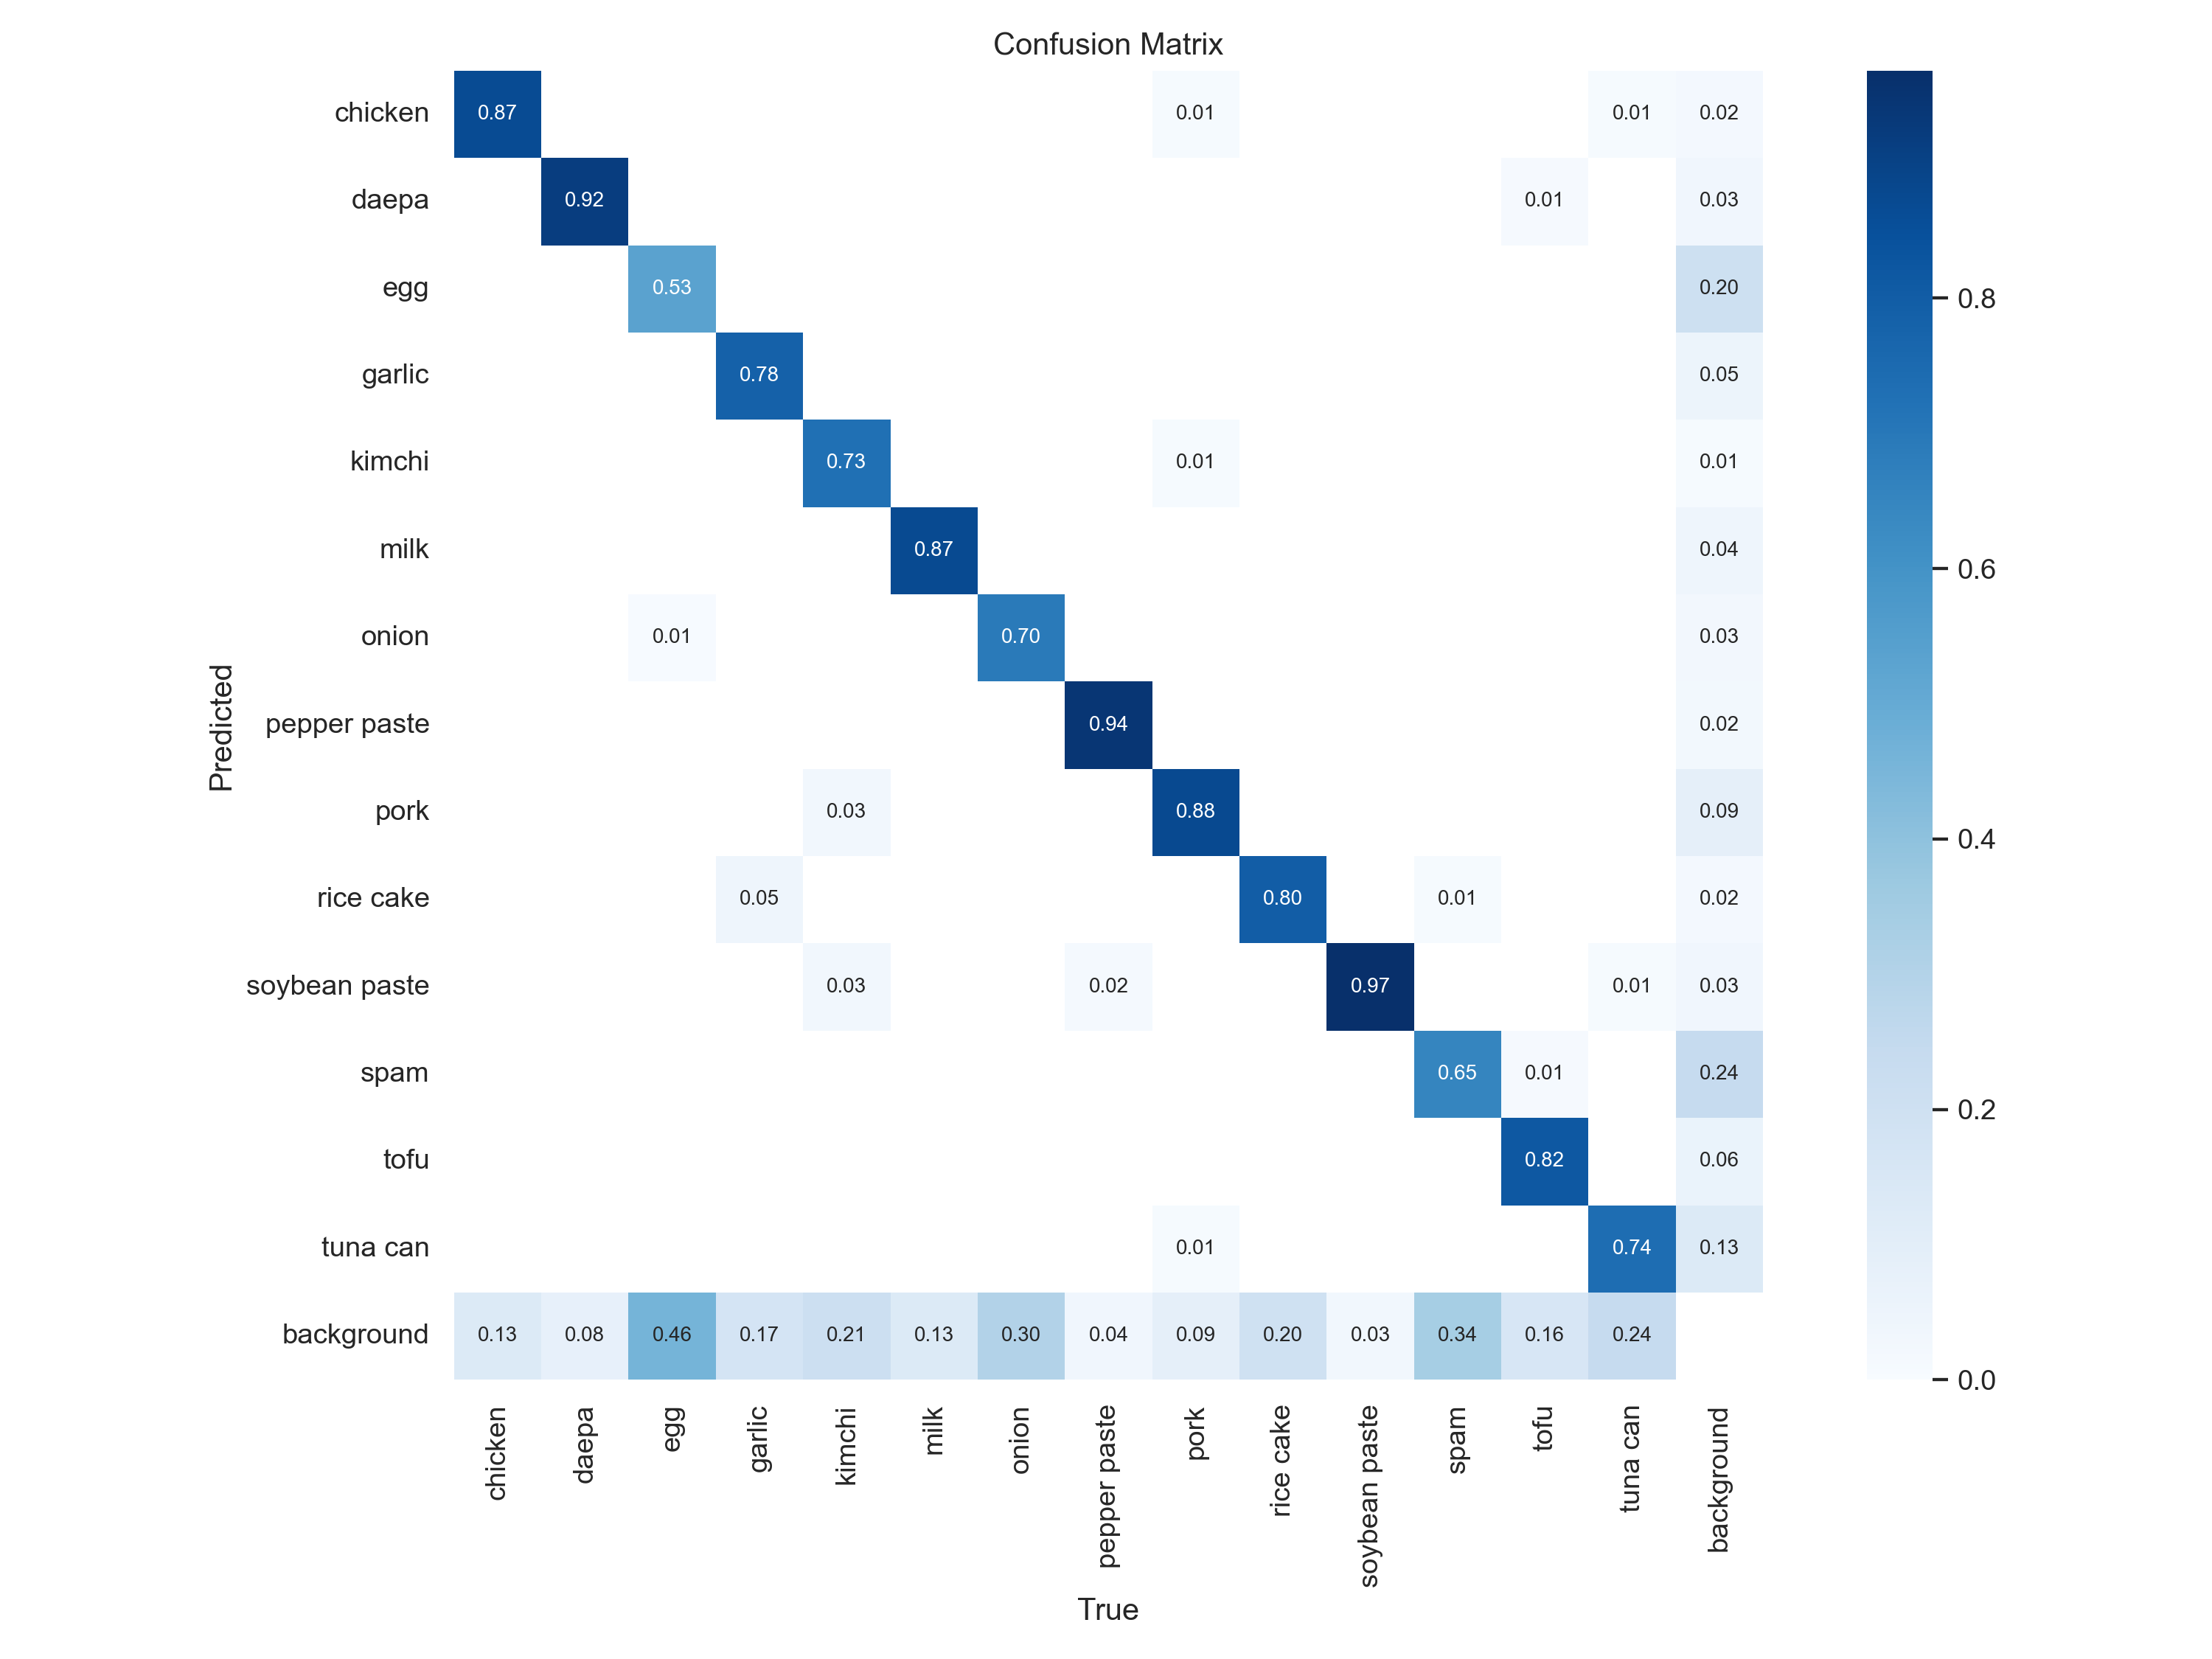 Confusion Matrix
chicken 0.87 0.01 0.01 0.02
daepa 0.92 0.01 0.03
egg 0.53 0.20 0.8
garlic 0.78 0.05
kimchi 0.73 0.01 0.01
milk 0.87 0.04 0.6
onion 0.01 0.70 0.03
pepper paste 0.94 0.02
Predicted
pork 0.03 0.88 0.09 0.4
rice cake 0.05 0.80 0.01 0.02
soybean paste 0.03 0.02 0.97 0.01 0.03
spam 0.65 0.01 0.24 0.2
tofu 0.82 0.06
tuna can 0.01 0.74 0.13
background 0.13 0.08 0.46 0.17 0.21 0.13 0.30 0.04 0.09 0.20 0.03 0.34 0.16 0.24 0.0
chicken daepa egg garlic kimchi milk onion pepper paste pork rice cake soybean paste spam tofu tuna can background
True